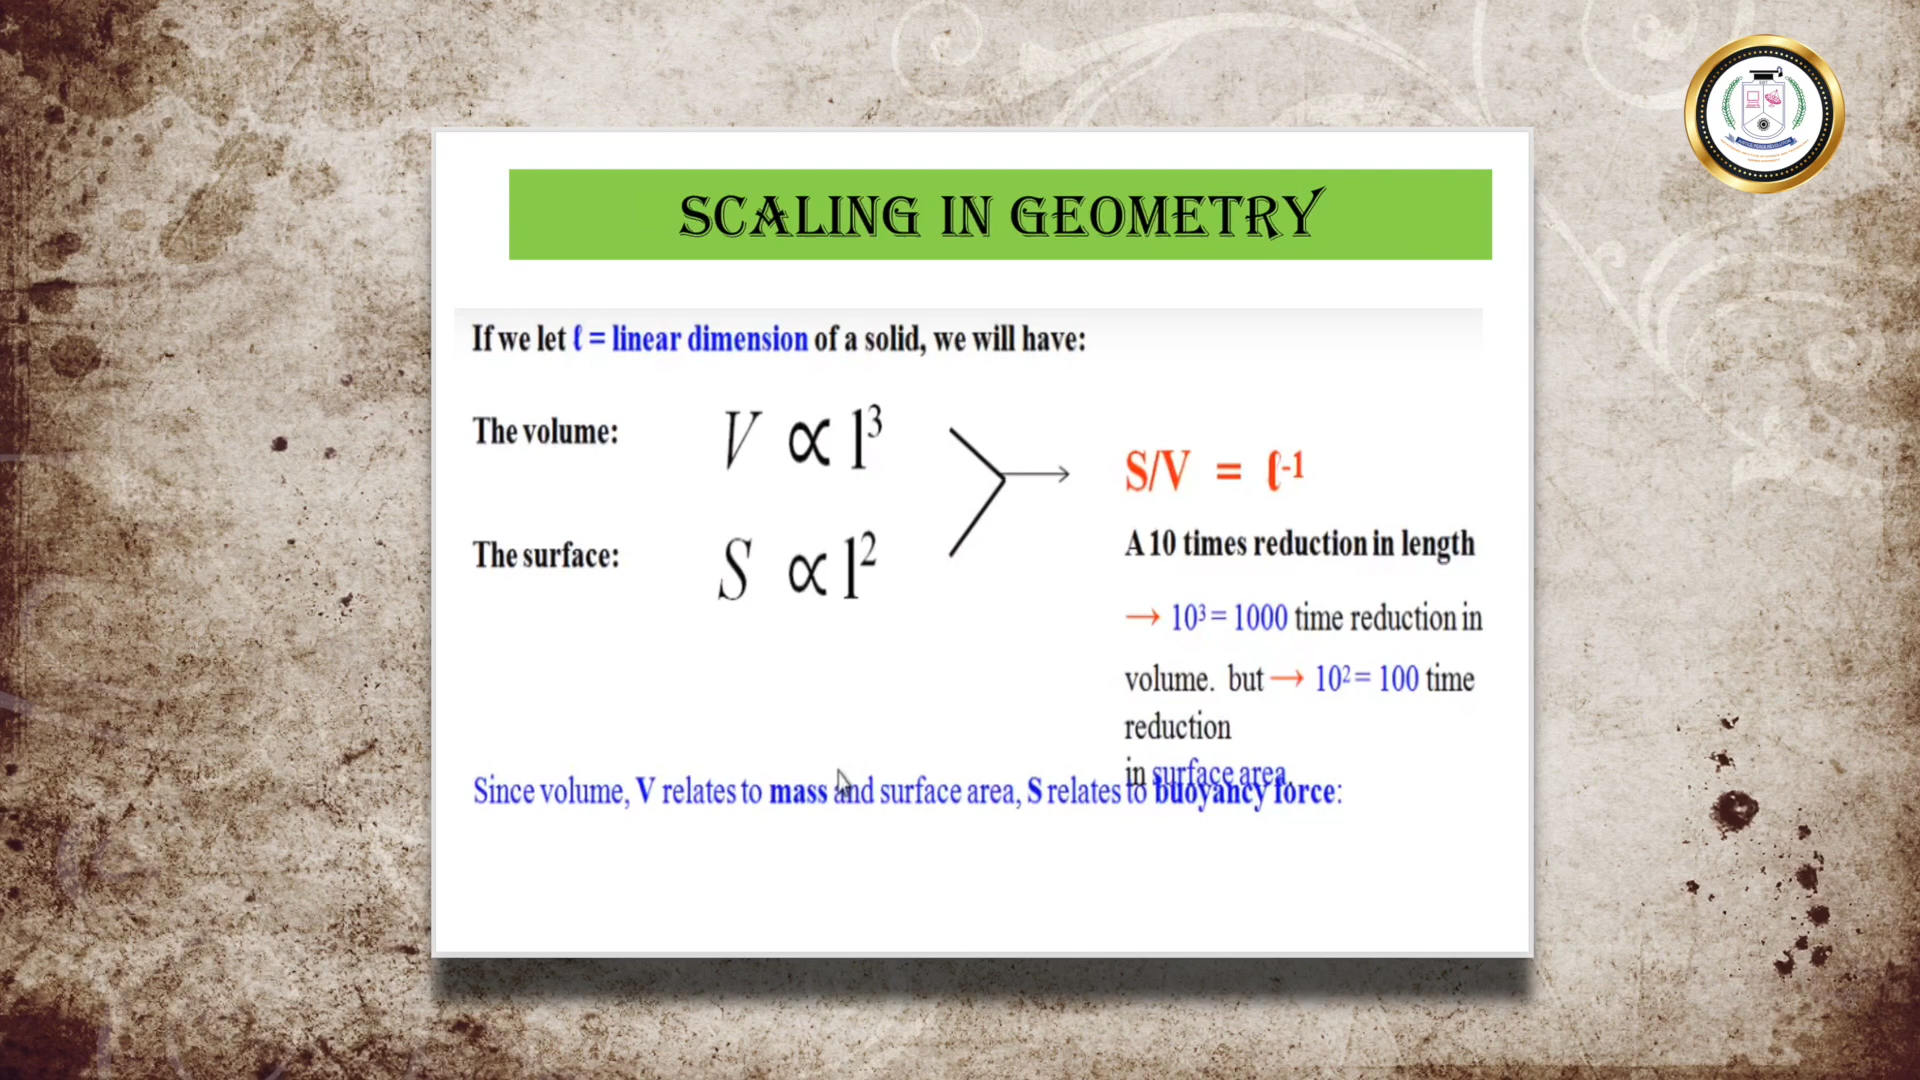 SCALING IN GEOMETRY
If we let ℓ = linear dimension of a solid, we will have:
The volume: V ∝ l³
S/V = ℓ⁻¹
The surface: S ∝ l²
A 10 times reduction in length
→ 10³ = 1000 time reduction in
volume. but → 10² = 100 time
reduction
in surface area.
Since volume, V relates to mass and surface area, S relates to buoyancy force: